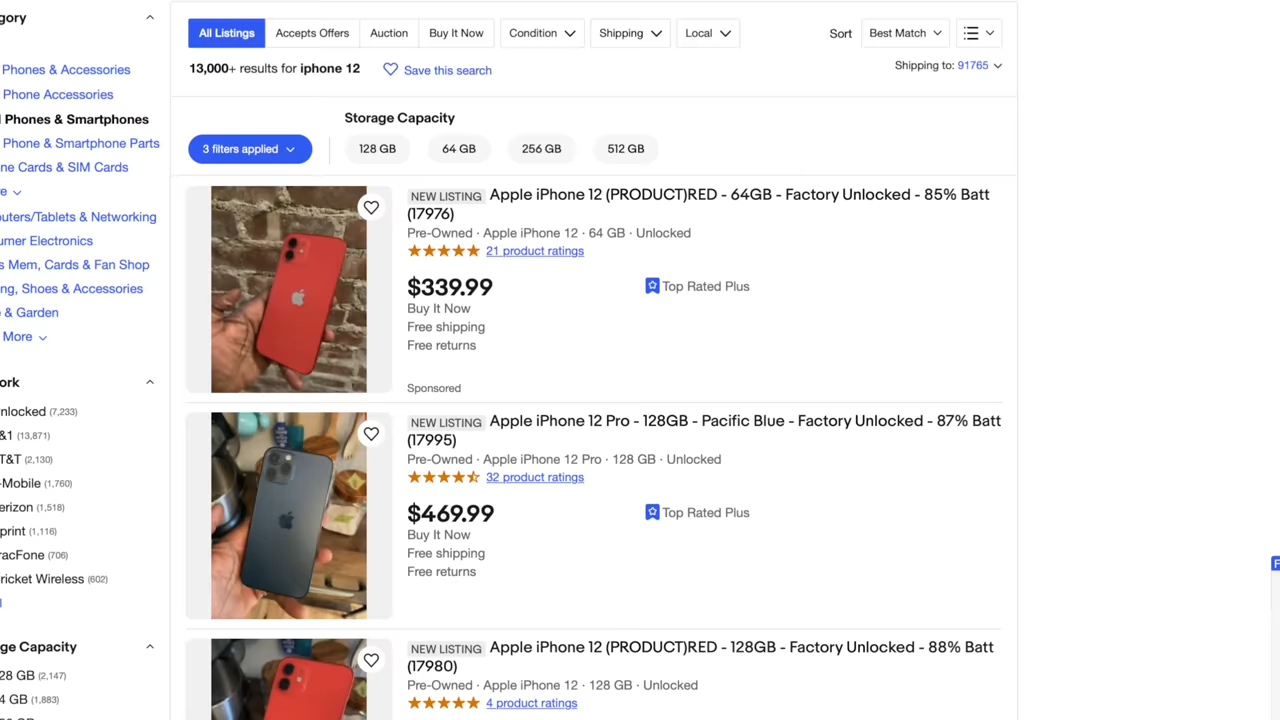 gory
Phones & Accessories
Phone Accessories
Phones & Smartphones
Phone & Smartphone Parts
ne Cards & SIM Cards
e
uters/Tablets & Networking
umer Electronics
s Mem, Cards & Fan Shop
ng, Shoes & Accessories
& Garden
More
ork
nlocked (7,233)
&1 (13,871)
T&T (2,130)
-Mobile (1,760)
erizon (1,518)
print (1,116)
racFone (706)
ricket Wireless (602)
ge Capacity
28 GB (2,147)
4 GB (1,883)
All Listings Accepts Offers Auction Buy It Now Condition Shipping Local Sort Best Match
13,000+ results for iphone 12 Save this search Shipping to: 91765
Storage Capacity
3 filters applied 128 GB 64 GB 256 GB 512 GB
NEW LISTING Apple iPhone 12 (PRODUCT)RED - 64GB - Factory Unlocked - 85% Batt
(17976)
Pre-Owned · Apple iPhone 12 · 64 GB · Unlocked
21 product ratings
$339.99 Top Rated Plus
Buy It Now
Free shipping
Free returns
Sponsored
NEW LISTING Apple iPhone 12 Pro - 128GB - Pacific Blue - Factory Unlocked - 87% Batt
(17995)
Pre-Owned · Apple iPhone 12 Pro · 128 GB · Unlocked
32 product ratings
$469.99 Top Rated Plus
Buy It Now
Free shipping
Free returns
NEW LISTING Apple iPhone 12 (PRODUCT)RED - 128GB - Factory Unlocked - 88% Batt
(17980)
Pre-Owned · Apple iPhone 12 · 128 GB · Unlocked
4 product ratings